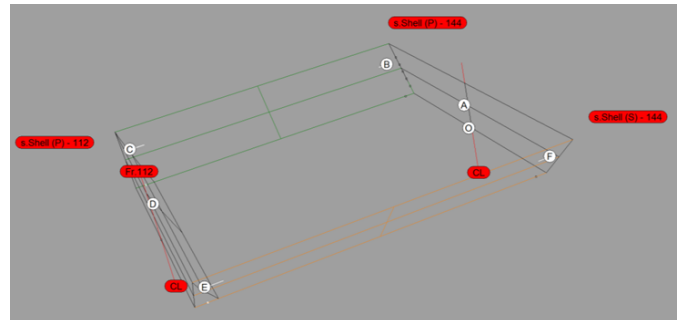 s.Shell (P) - 144
B
A
s.Shell (S) - 144
O
s.Shell (P) - 112
C
F
Fr.112
CL
D
CL
E